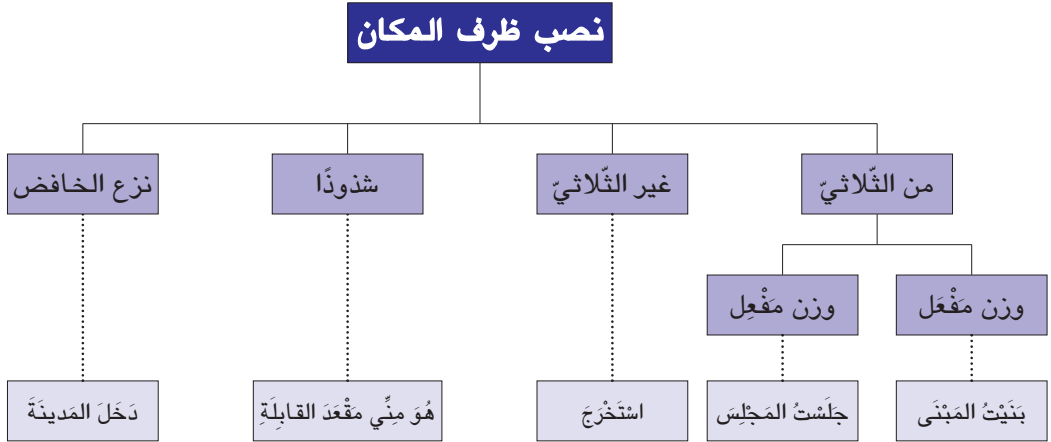 نصب ظرف المكان
من الثّلاثيّ
غير الثّلاثيّ
شذوذًا
نزع الخافض
وزن مَفْعَل
وزن مَفْعِل
بَنَيْتُ المَبْنَى
جَلَسْتُ المَجْلِسَ
اسْتَخْرَجَ
هُوَ مِنِّي مَقْعَدَ القابِلَةِ
دَخَلَ المَدينَةَ